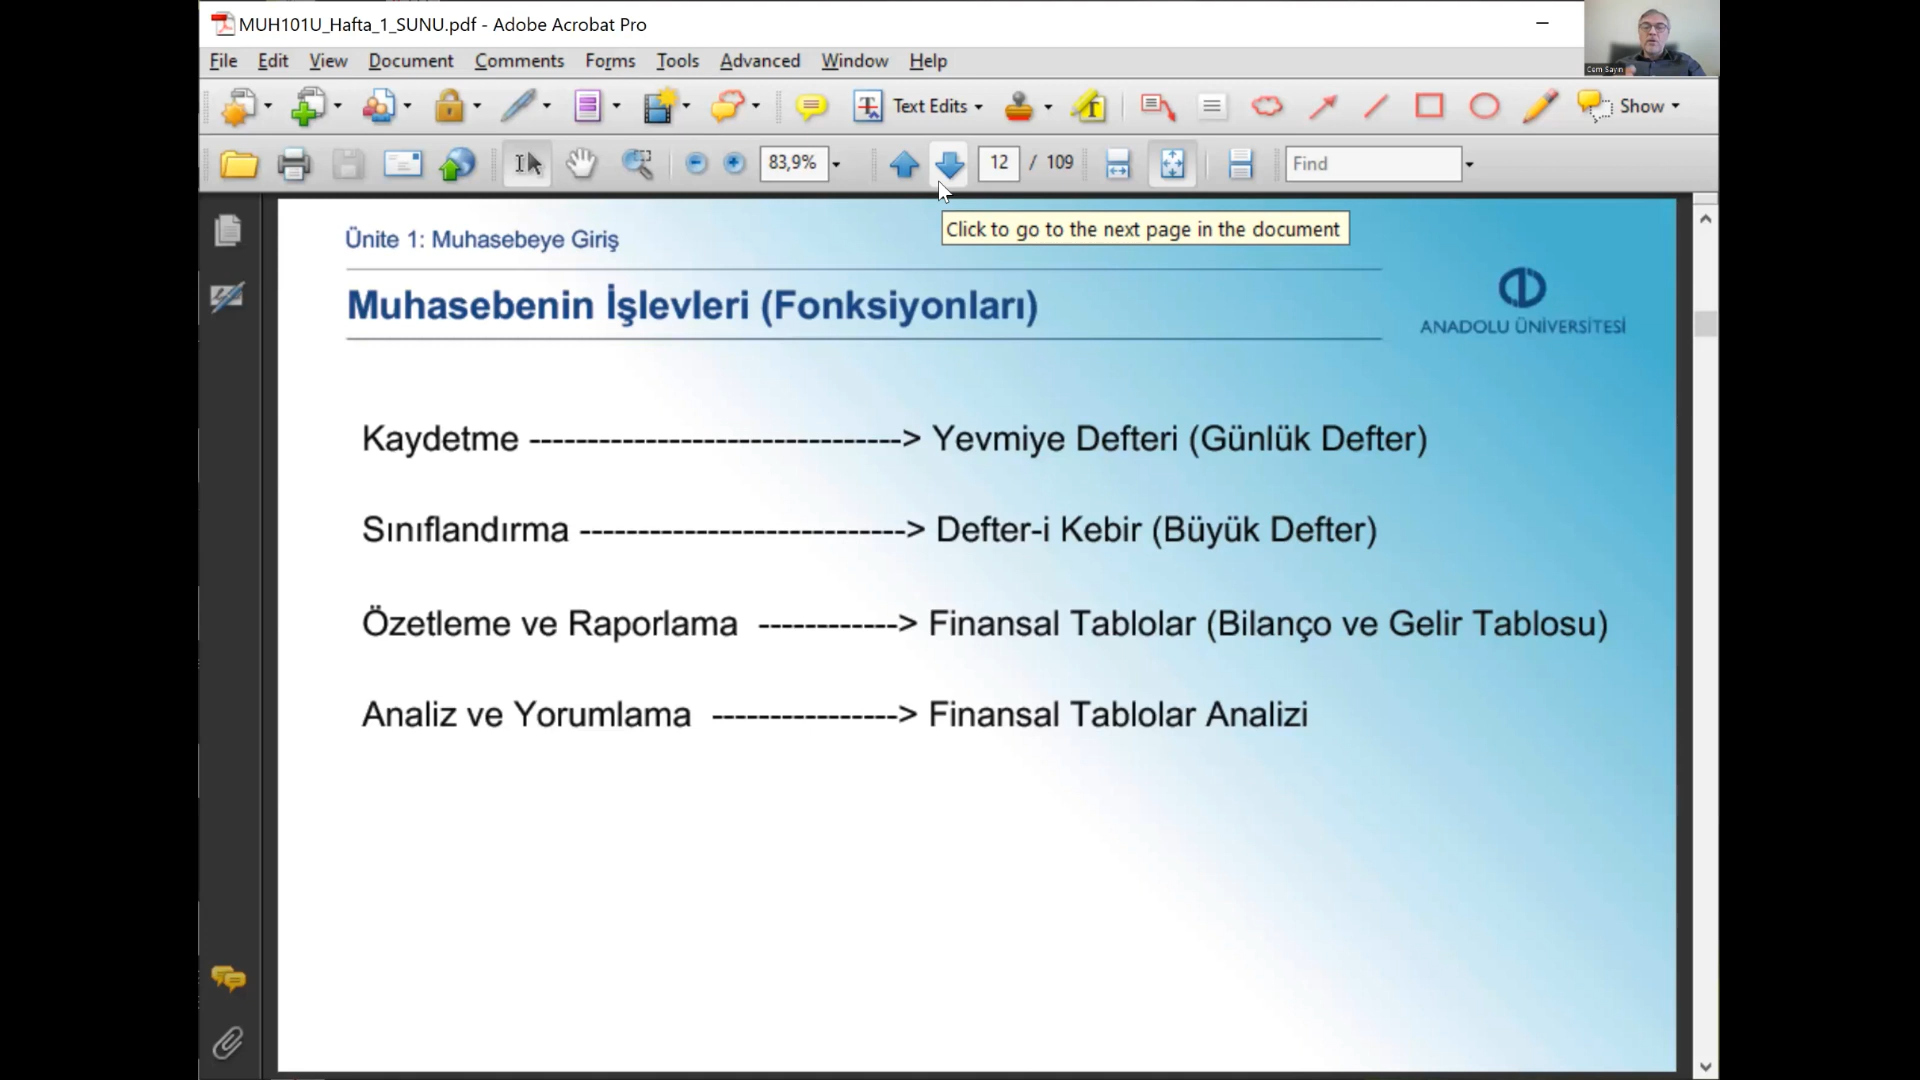 MUH101U_Hafta_1_SUNU.pdf - Adobe Acrobat Pro
Cem Sayın
File Edit View Document Comments Forms Tools Advanced Window Help
Text Edits Show
83,9% 12 / 109 Find
Click to go to the next page in the document
Ünite 1: Muhasebeye Giriş
Muhasebenin İşlevleri (Fonksiyonları)
ANADOLU ÜNİVERSİTESİ
Kaydetme --------------------------------> Yevmiye Defteri (Günlük Defter)
Sınıflandırma ----------------------------> Defter-i Kebir (Büyük Defter)
Özetleme ve Raporlama ------------> Finansal Tablolar (Bilanço ve Gelir Tablosu)
Analiz ve Yorumlama ----------------> Finansal Tablolar Analizi